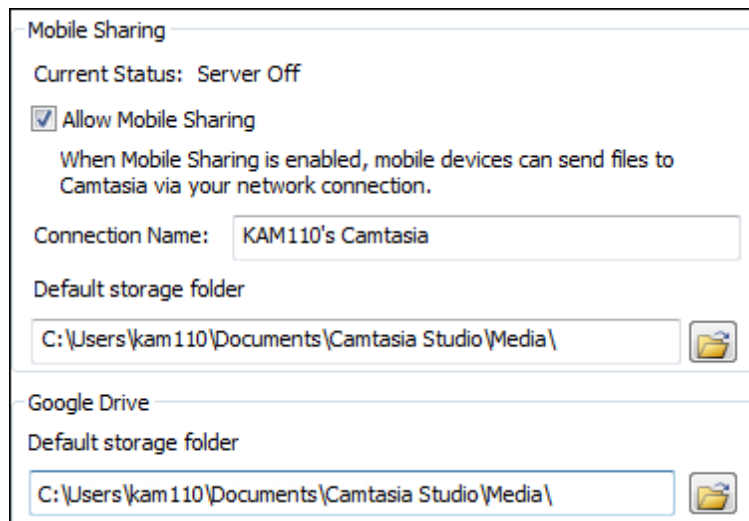 Mobile Sharing
Current Status: Server Off
Allow Mobile Sharing
When Mobile Sharing is enabled, mobile devices can send files to
Camtasia via your network connection.
Connection Name: KAM110's Camtasia
Default storage folder
C:\Users\kam110\Documents\Camtasia Studio\Media\
Google Drive
Default storage folder
C:\Users\kam110\Documents\Camtasia Studio\Media\